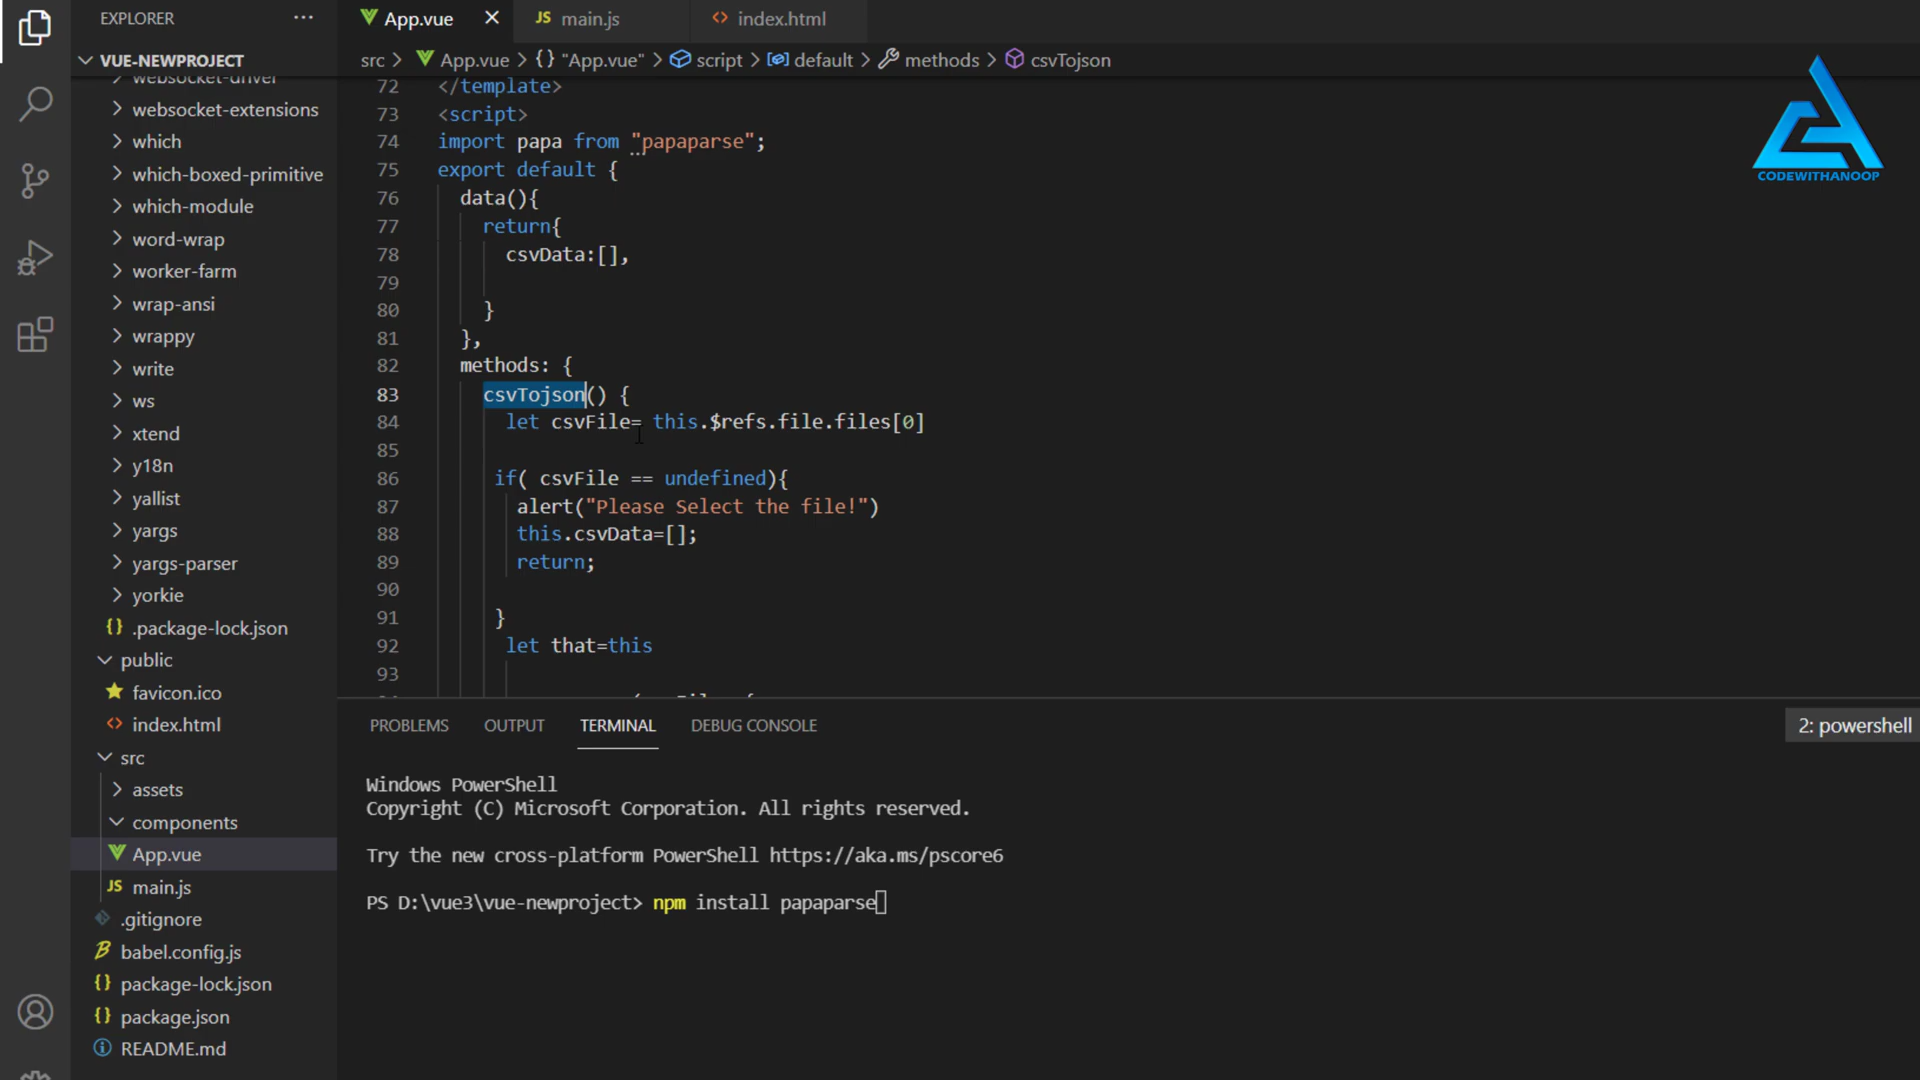 EXPLORER
VUE-NEWPROJECT
websocket-driver
websocket-extensions
which
which-boxed-primitive
which-module
word-wrap
worker-farm
wrap-ansi
wrappy
write
ws
xtend
y18n
yallist
yargs
yargs-parser
yorkie
{} .package-lock.json
public
favicon.ico
<> index.html
src
assets
components
App.vue
JS main.js
.gitignore
babel.config.js
{} package-lock.json
{} package.json
README.md
App.vue
JS main.js
<> index.html
src > App.vue > {} "App.vue" > script > default > methods > csvTojson
72 </template>
73 <script>
74 import papa from "papaparse";
75 export default {
76 data(){
77 return{
78 csvData:[],
79
80 }
81 },
82 methods: {
83 csvTojson() {
84 let csvFile= this.$refs.file.files[0]
85
86 if( csvFile == undefined){
87 alert("Please Select the file!")
88 this.csvData=[];
89 return;
90
91 }
92 let that=this
93
CODEWITHANOOP
PROBLEMS OUTPUT TERMINAL DEBUG CONSOLE
2: powershell
Windows PowerShell
Copyright (C) Microsoft Corporation. All rights reserved.
Try the new cross-platform PowerShell https://aka.ms/pscore6
PS D:\vue3\vue-newproject> npm install papaparse